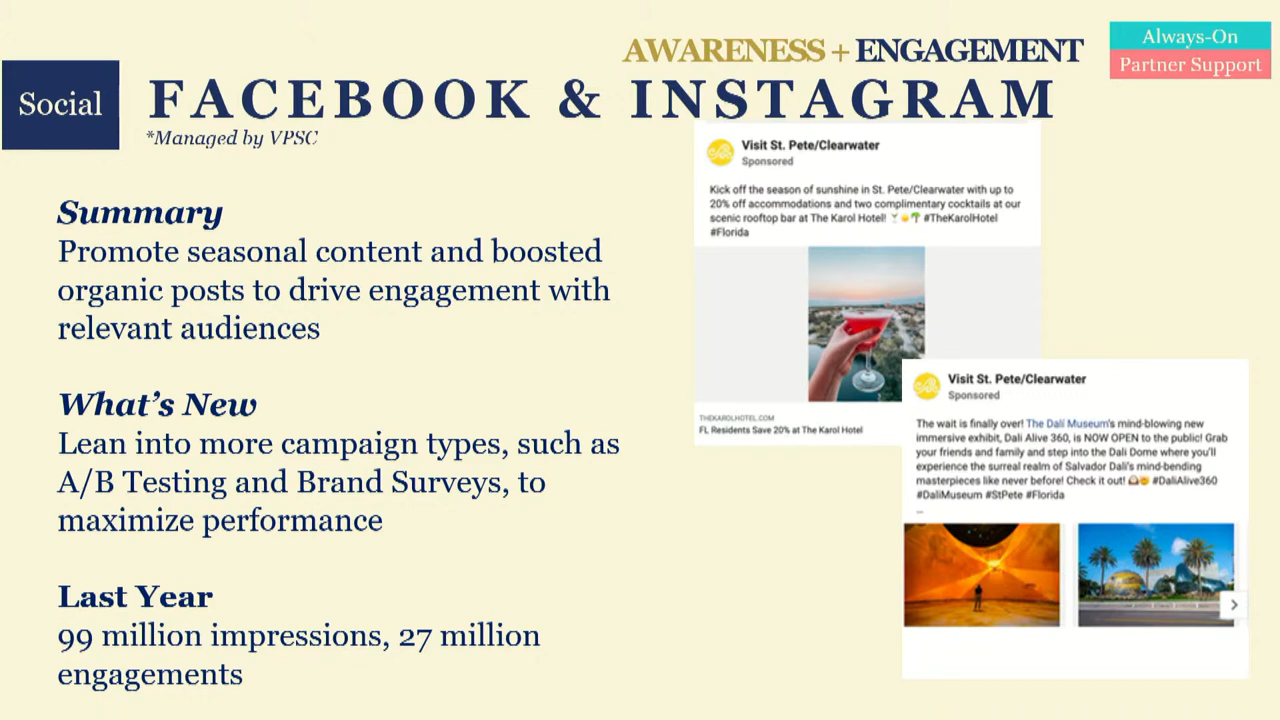 AWARENESS + ENGAGEMENT
Always-On
Partner Support
Social
FACEBOOK & INSTAGRAM
*Managed by VPSC
Summary
Promote seasonal content and boosted
organic posts to drive engagement with
relevant audiences
What's New
Lean into more campaign types, such as
A/B Testing and Brand Surveys, to
maximize performance
Last Year
99 million impressions, 27 million
engagements
Visit St. Pete/Clearwater
Sponsored
Kick off the season of sunshine in St. Pete/Clearwater with up to
20% off accommodations and two complimentary cocktails at our
scenic rooftop bar at The Karol Hotel! 🍸☀️🌴 #TheKarolHotel
#Florida
THEKAROLHOTEL.COM
FL Residents Save 20% at The Karol Hotel
Visit St. Pete/Clearwater
Sponsored
The wait is finally over! The Dalí Museum's mind-blowing new
immersive exhibit, Dali Alive 360, is NOW OPEN to the public! Grab
your friends and family and step into the Dali Dome where you'll
experience the surreal realm of Salvador Dali's mind-bending
masterpieces like never before! Check it out! #DaliAlive360
#DaliMuseum #StPete #Florida
...